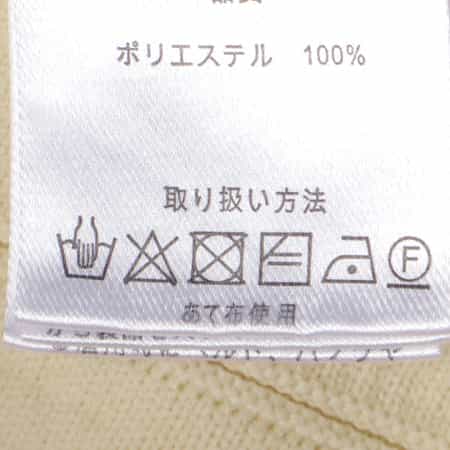 ポリエステル 100%
取り扱い方法
F
あて布使用